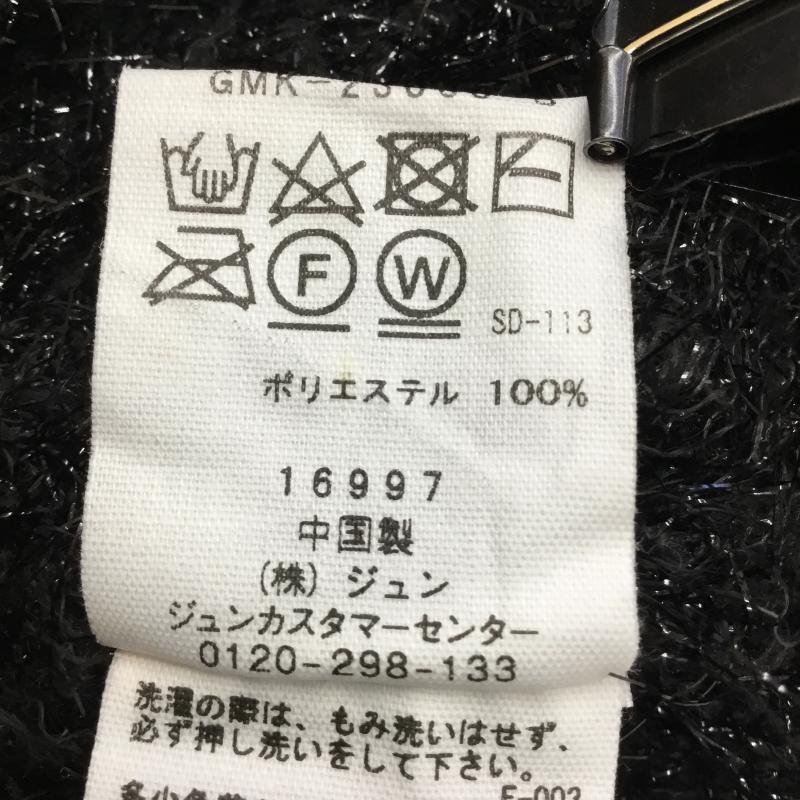 F W
SD-113
ポリエステル 100%
16997
中国製
(株) ジュン
ジュンカスタマーセンター
0120-298-133
洗濯の際は、もみ洗いはせず、
必ず押し洗いをして下さい。